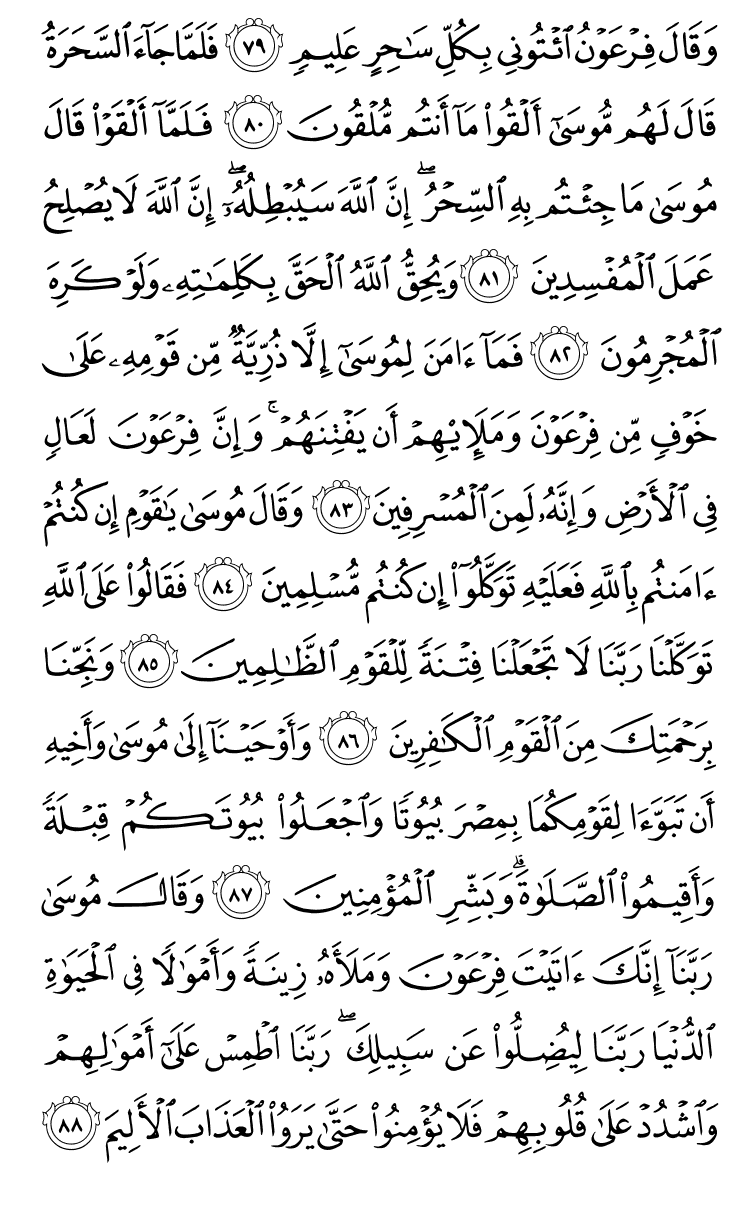 وَقَالَ فِرۡعَوۡنُ ٱئۡتُونِي بِكُلِّ سَٰحِرٍ عَلِيمٖ ٧٩ فَلَمَّا جَآءَ ٱلسَّحَرَةُ
قَالَ لَهُم مُّوسَىٰٓ أَلۡقُواْ مَآ أَنتُم مُّلۡقُونَ ٨٠ فَلَمَّآ أَلۡقَوۡاْ قَالَ
مُوسَىٰ مَا جِئۡتُم بِهِ ٱلسِّحۡرُۖ إِنَّ ٱللَّهَ سَيُبۡطِلُهُۥٓۖ إِنَّ ٱللَّهَ لَا يُصۡلِحُ
عَمَلَ ٱلۡمُفۡسِدِينَ ٨١ وَيُحِقُّ ٱللَّهُ ٱلۡحَقَّ بِكَلِمَٰتِهِۦ وَلَوۡ كَرِهَ
ٱلۡمُجۡرِمُونَ ٨٢ فَمَآ ءَامَنَ لِمُوسَىٰٓ إِلَّا ذُرِّيَّةٞ مِّن قَوۡمِهِۦ عَلَىٰ
خَوۡفٖ مِّن فِرۡعَوۡنَ وَمَلَإِيْهِمۡ أَن يَفۡتِنَهُمۡۚ وَإِنَّ فِرۡعَوۡنَ لَعَالٖ
فِي ٱلۡأَرۡضِ وَإِنَّهُۥ لَمِنَ ٱلۡمُسۡرِفِينَ ٨٣ وَقَالَ مُوسَىٰ يَٰقَوۡمِ إِن كُنتُمۡ
ءَامَنتُم بِٱللَّهِ فَعَلَيۡهِ تَوَكَّلُوٓاْ إِن كُنتُم مُّسۡلِمِينَ ٨٤ فَقَالُواْ عَلَى ٱللَّهِ
تَوَكَّلۡنَا رَبَّنَا لَا تَجۡعَلۡنَا فِتۡنَةٗ لِّلۡقَوۡمِ ٱلظَّٰلِمِينَ ٨٥ وَنَجِّنَا
بِرَحۡمَتِكَ مِنَ ٱلۡقَوۡمِ ٱلۡكَٰفِرِينَ ٨٦ وَأَوۡحَيۡنَآ إِلَىٰ مُوسَىٰ وَأَخِيهِ
أَن تَبَوَّءَا لِقَوۡمِكُمَا بِمِصۡرَ بُيُوتٗا وَٱجۡعَلُواْ بُيُوتَكُمۡ قِبۡلَةٗ
وَأَقِيمُواْ ٱلصَّلَوٰةَۗ وَبَشِّرِ ٱلۡمُؤۡمِنِينَ ٨٧ وَقَالَ مُوسَىٰ
رَبَّنَآ إِنَّكَ ءَاتَيۡتَ فِرۡعَوۡنَ وَمَلَأَهُۥ زِينَةٗ وَأَمۡوَٰلٗا فِي ٱلۡحَيَوٰةِ
ٱلدُّنۡيَا رَبَّنَا لِيُضِلُّواْ عَن سَبِيلِكَۖ رَبَّنَا ٱطۡمِسۡ عَلَىٰٓ أَمۡوَٰلِهِمۡ
وَٱشۡدُدۡ عَلَىٰ قُلُوبِهِمۡ فَلَا يُؤۡمِنُواْ حَتَّىٰ يَرَوُاْ ٱلۡعَذَابَ ٱلۡأَلِيمَ ٨٨